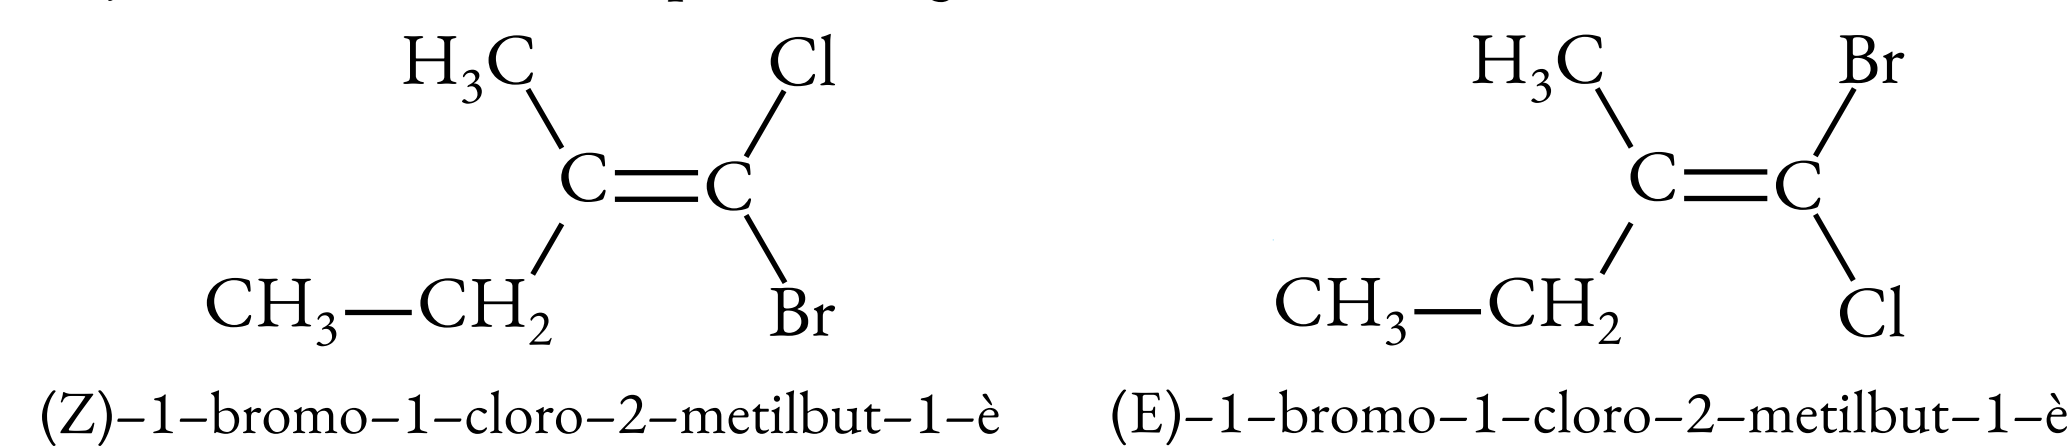 H₃C Cl H₃C Br
C C C C
CH₃ CH₂ Br CH₃ CH₂ Cl
(Z)–1–bromo–1–cloro–2–metilbut–1–è (E)–1–bromo–1–cloro–2–metilbut–1–è